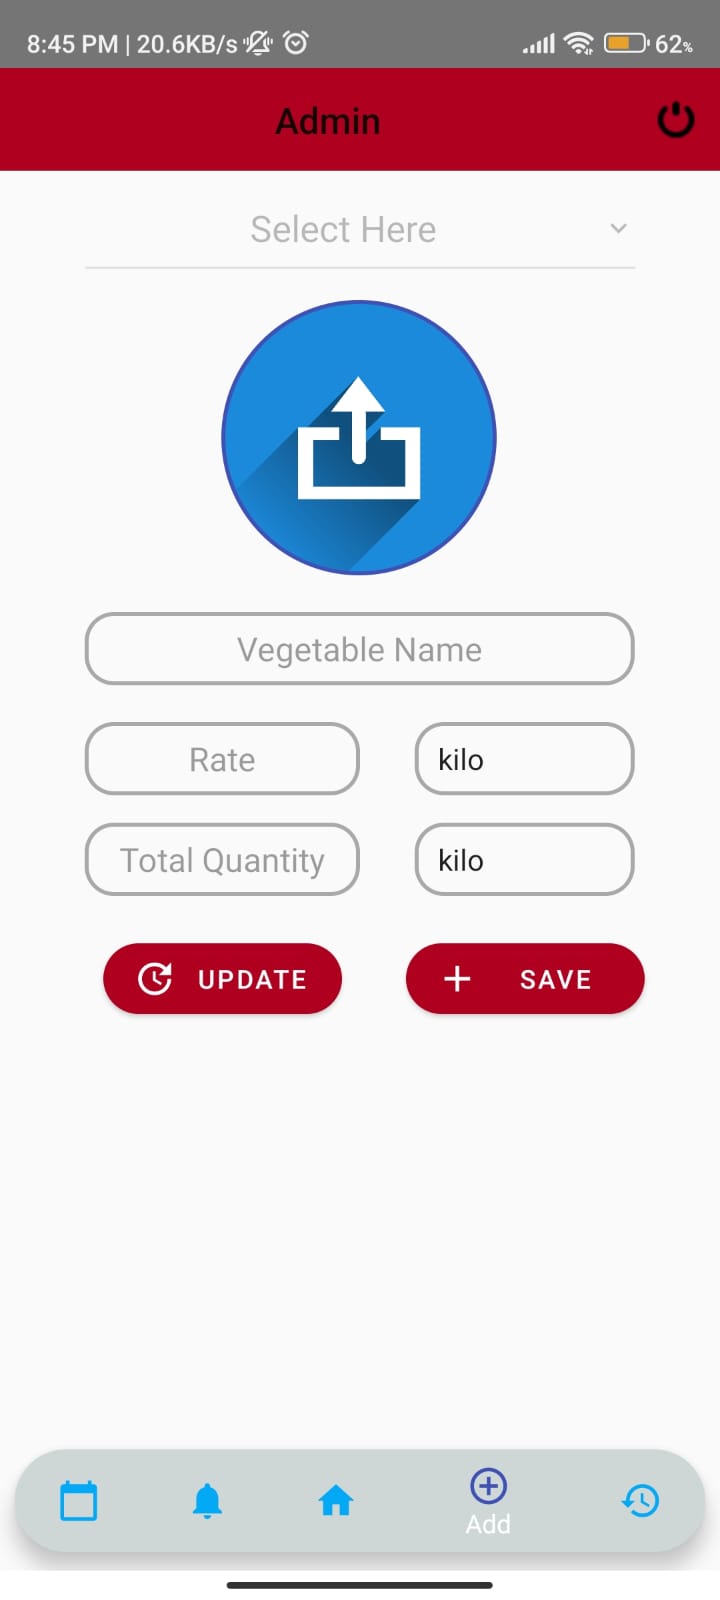 8:45 PM | 20.6KB/s 62%
Admin
Select Here
Vegetable Name
Rate kilo
Total Quantity kilo
UPDATE SAVE
Add